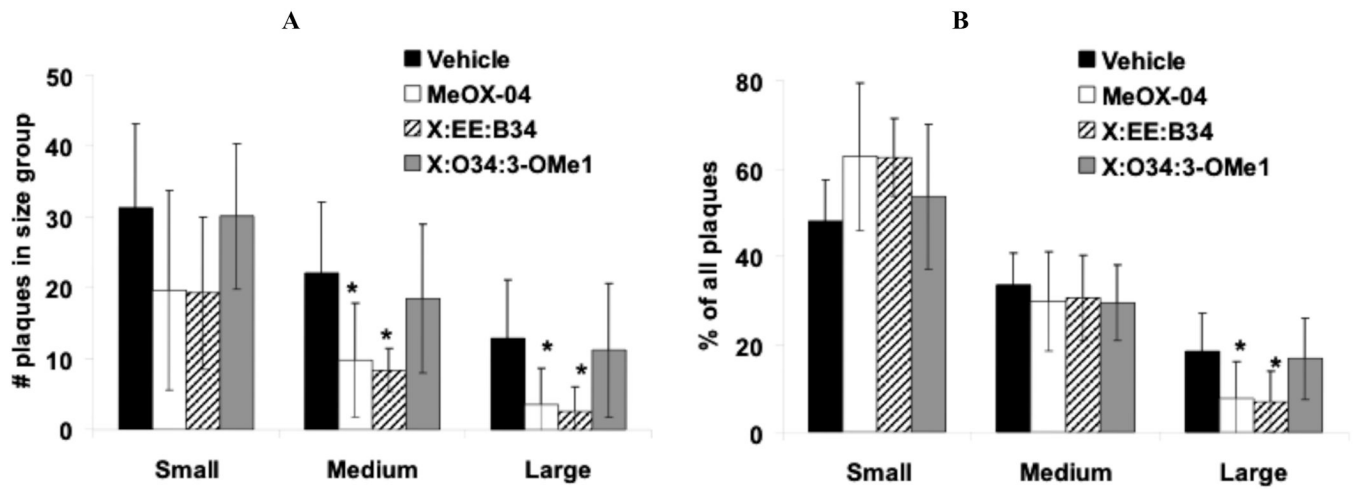 A
# plaques in size group
50
40
30
20
10
0
Vehicle
MeOX-04
X:EE:B34
X:O34:3-OMe1
* * * *
Small Medium Large
B
% of all plaques
80
60
40
20
0
Vehicle
MeOX-04
X:EE:B34
X:O34:3-OMe1
* *
Small Medium Large